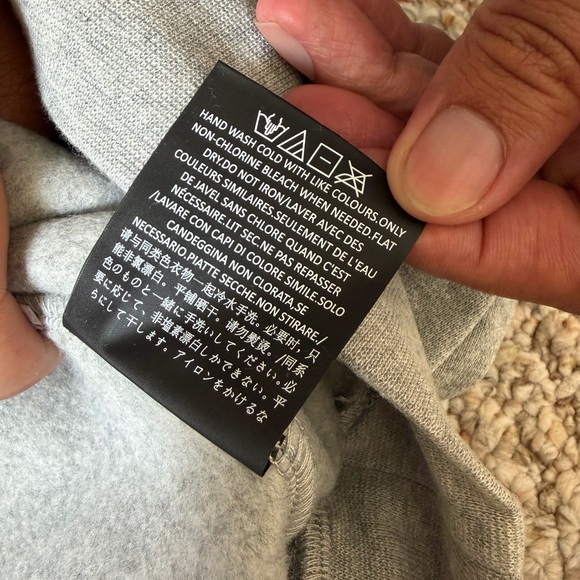 HAND WASH COLD WITH LIKE COLOURS.ONLY
NON-CHLORINE BLEACH WHEN NEEDED.FLAT
DRY.DO NOT IRON/LAVER AVEC DES
COULEURS SIMILAIRES.SEULEMENT DE L'EAU
DE JAVEL.SANS CHLORE QUAND C'EST
NÉCESSAIRE.LIT SEC.NE PAS REPASSER
/LAVARE CON CAPI DI COLORE SIMILE.SOLO
CANDEGGINA NON CLORATA.SE
NECESSARIO.PIATTE SECCHE.NON STIRARE/
请与同类色衣物一起冷水手洗。必要时，只
能非氯漂白。平铺晒干。请勿熨烫。/同系
色のものと一緒に手洗いしてください。必
要に応じて、非塩素漂白しかできない。平
らにして干します。アイロンをかけるな